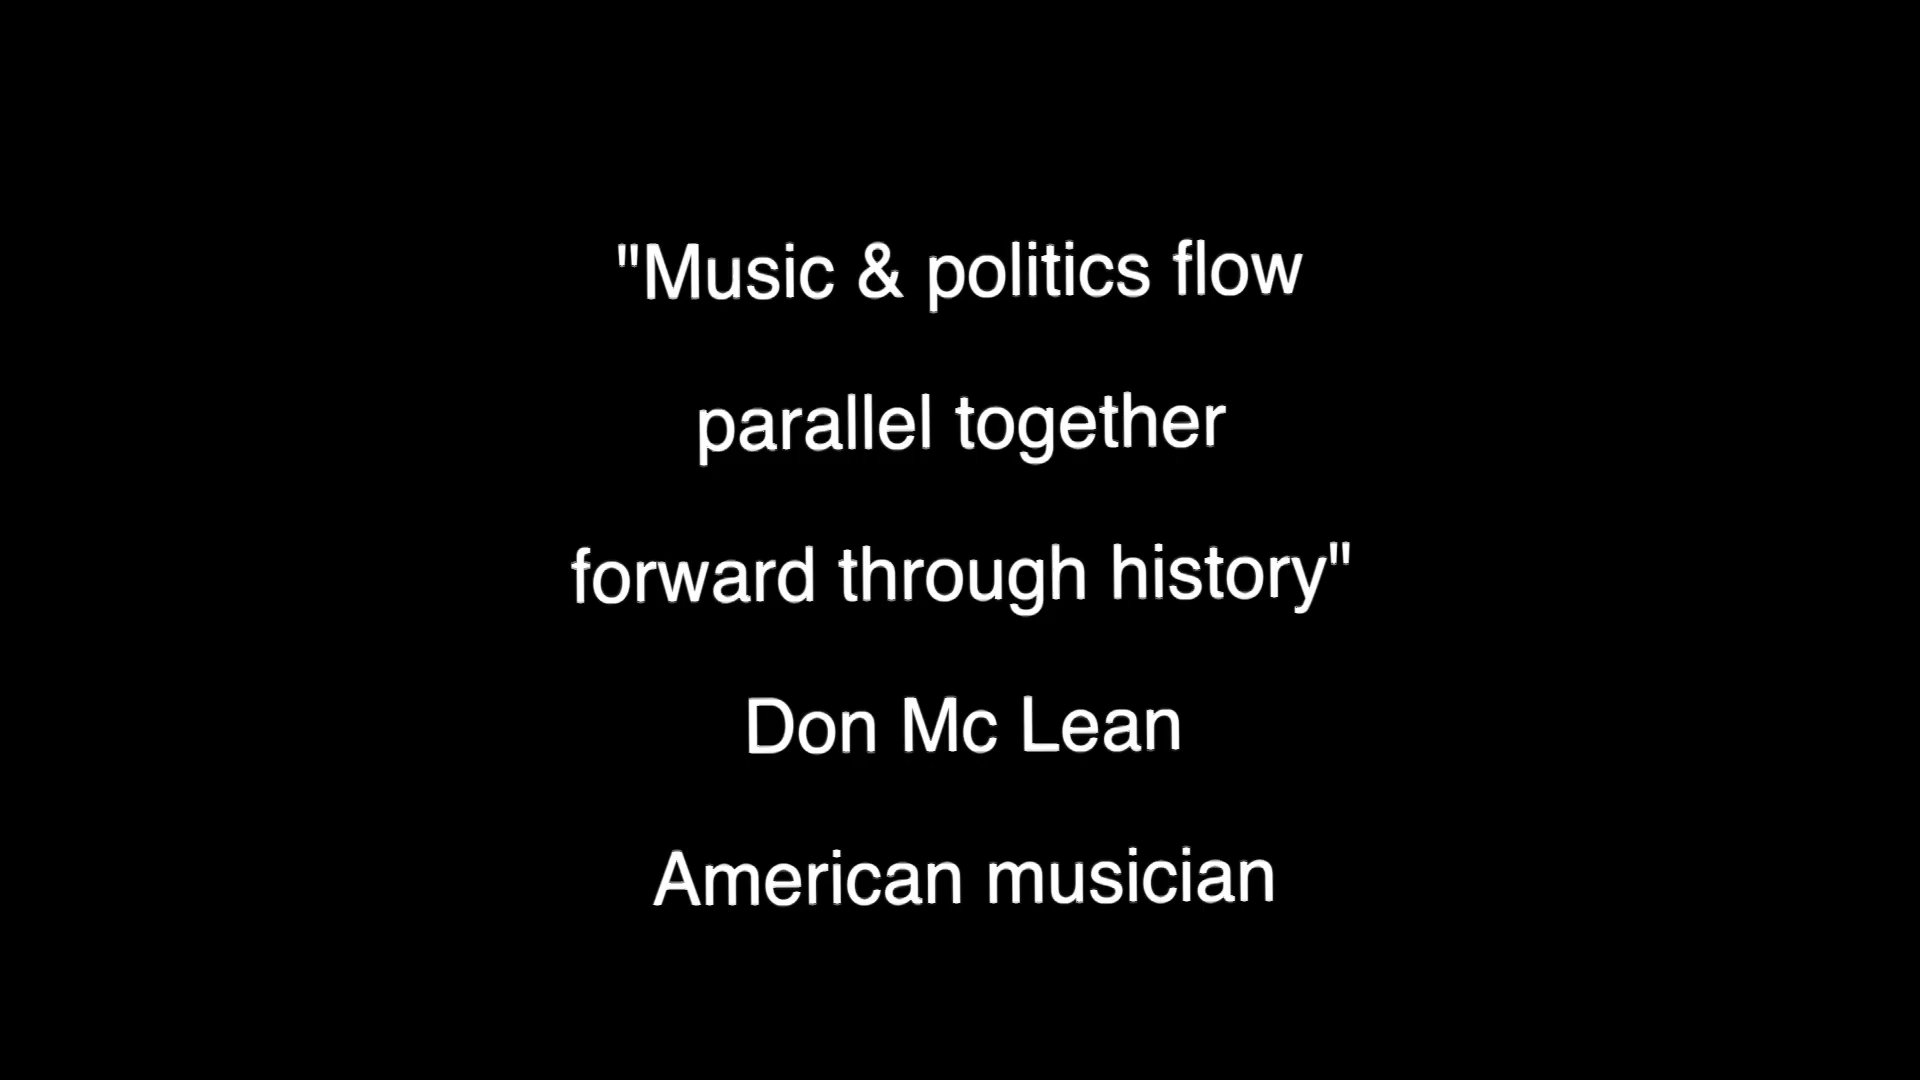 "Music & politics flow
parallel together
forward through history"
Don Mc Lean
American musician